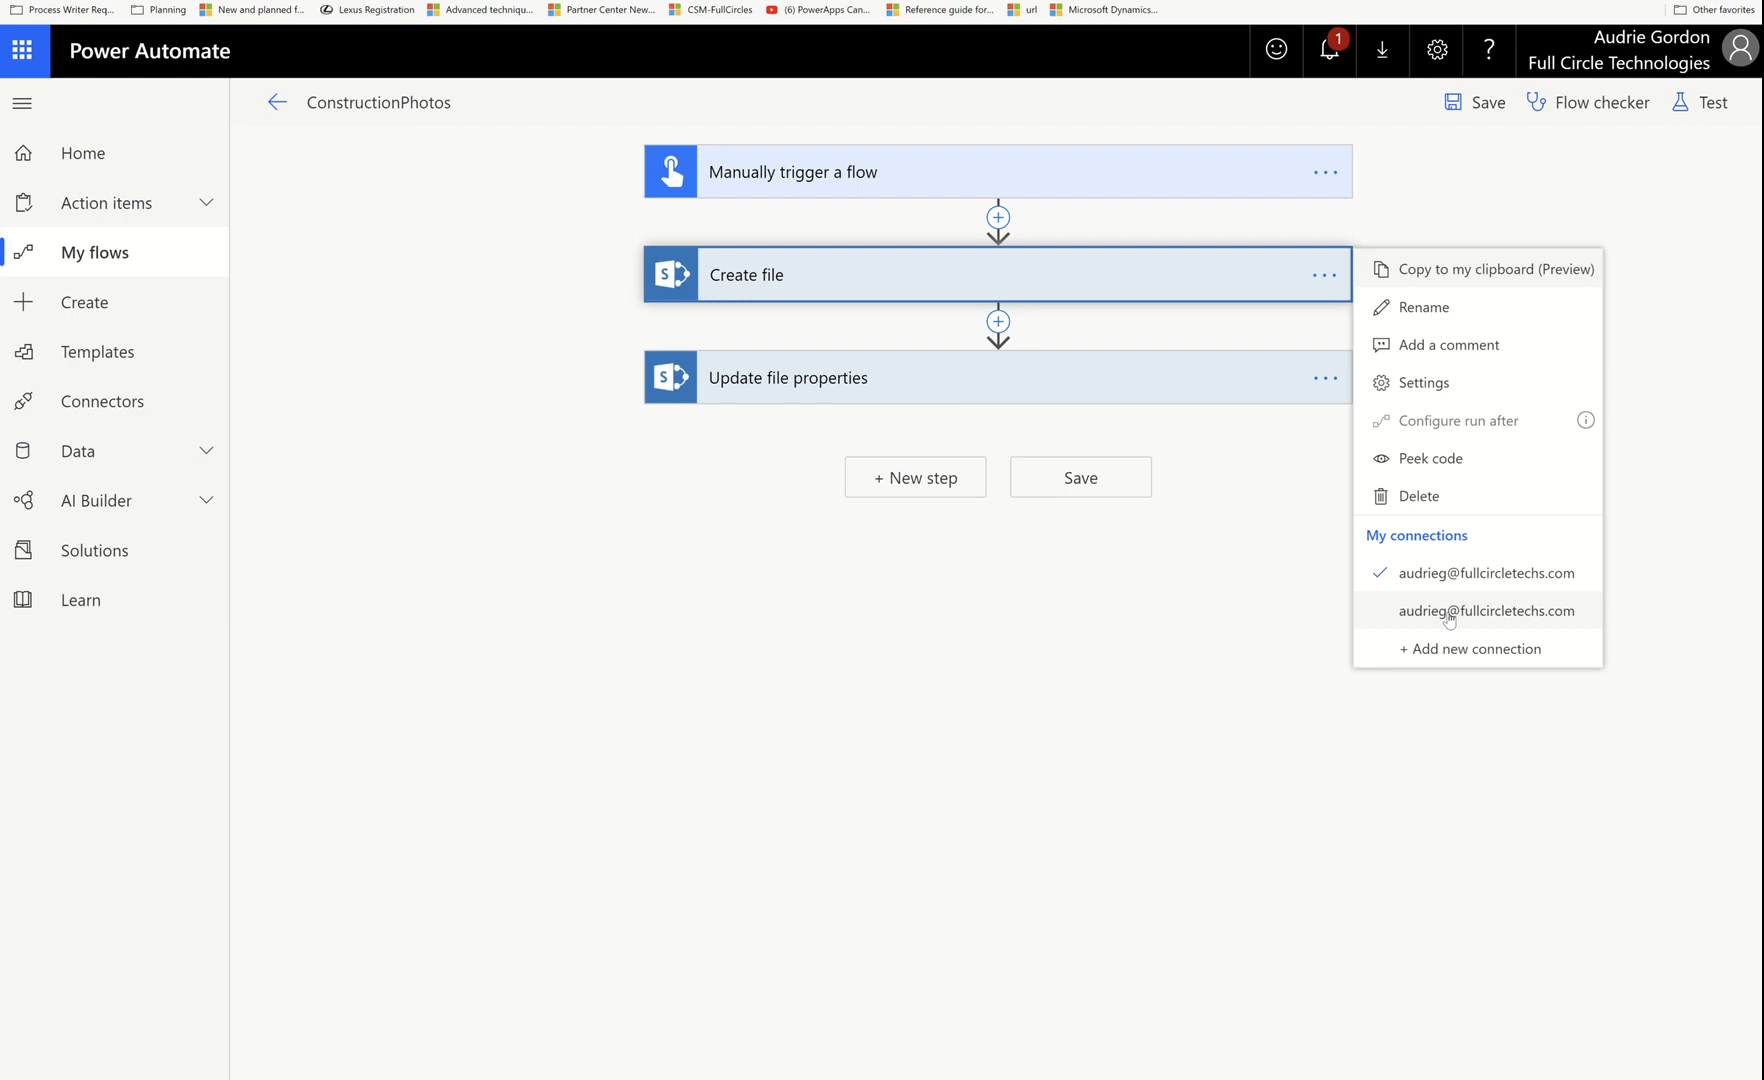 Process Writer Req...
Planning
New and planned f...
Lexus Registration
Advanced techniqu...
Partner Center New...
CSM-FullCircles
(6) PowerApps Can...
Reference guide for...
url
Microsoft Dynamics...
Other favorites
Power Automate
1
?
Audrie Gordon
Full Circle Technologies
ConstructionPhotos
Save
Flow checker
Test
Home
Action items
My flows
Create
Templates
Connectors
Data
AI Builder
Solutions
Learn
Manually trigger a flow
Create file
Update file properties
+ New step
Save
Copy to my clipboard (Preview)
Rename
Add a comment
Settings
Configure run after
Peek code
Delete
My connections
audrieg@fullcircletechs.com
audrieg@fullcircletechs.com
+ Add new connection